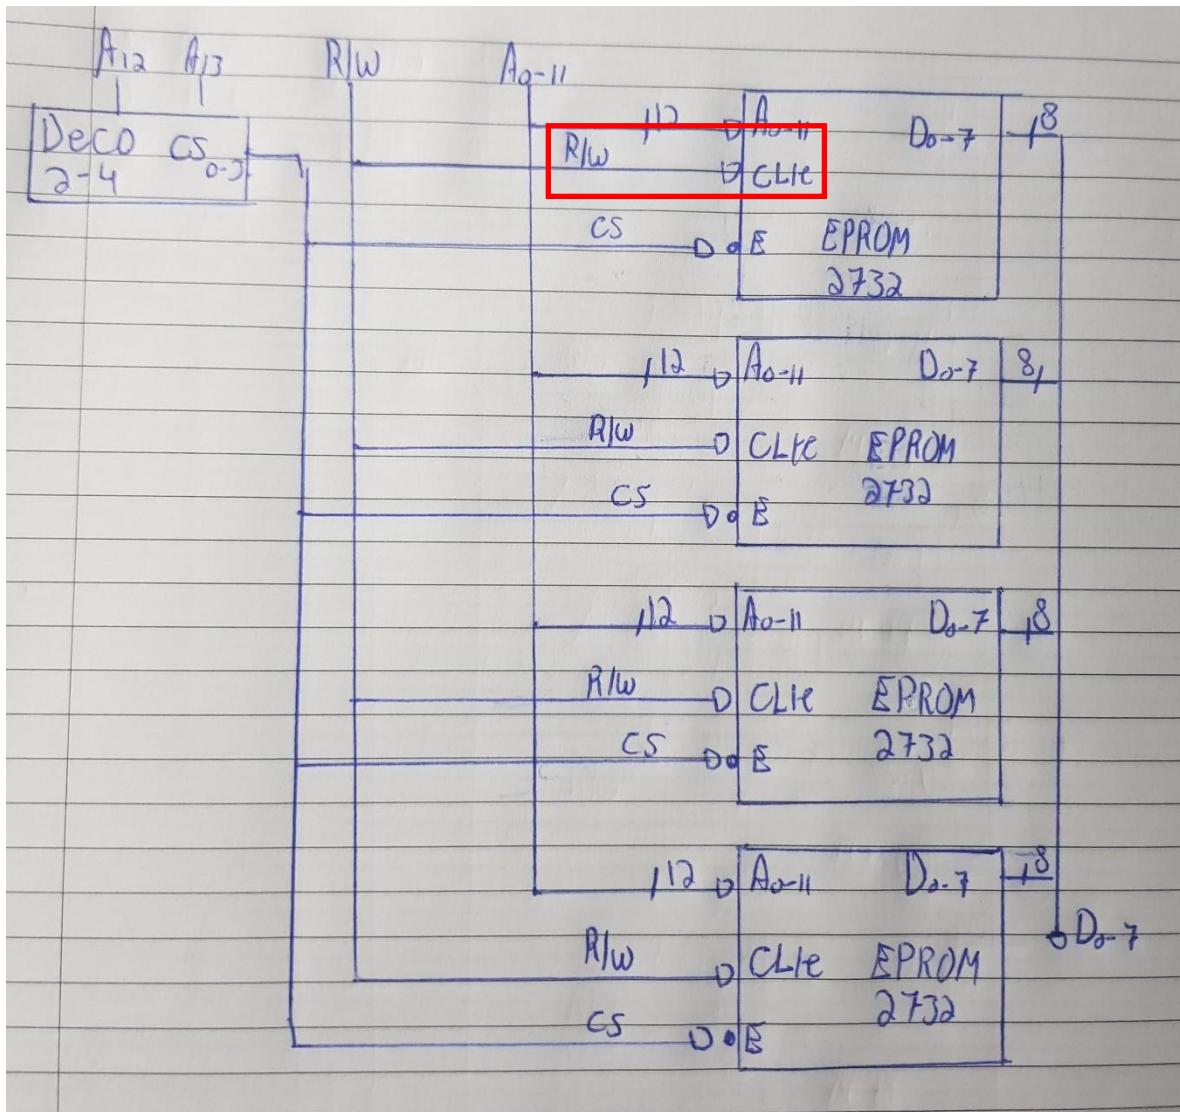 A12 A13 R/W A0-11
Deco CS0-3
2-4
12 A0-11 D0-7 8
R/W CLK
CS E EPROM
2732
12 A0-11 D0-7 8
R/W CLK EPROM
CS E 2732
12 A0-11 D0-7 8
R/W CLK EPROM
CS E 2732
12 A0-11 D0-7 8
D0-7
R/W CLK EPROM
CS E 2732